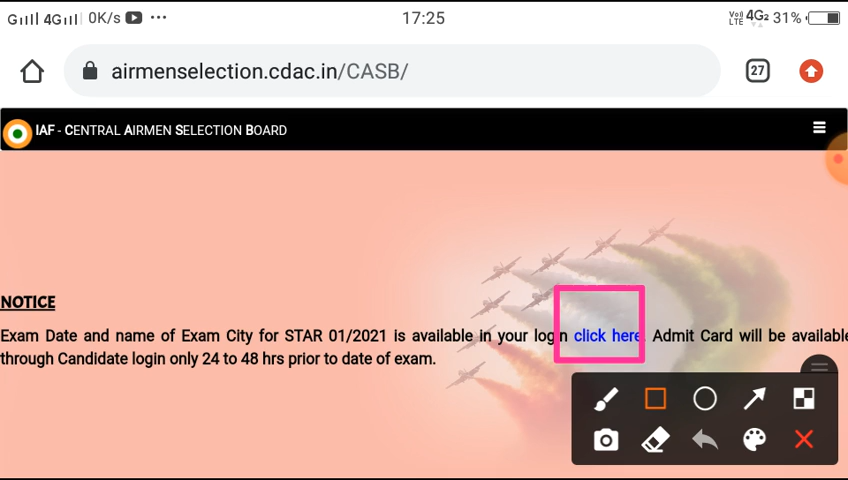 4G 0K/s ••• 17:25 VoLTE 4G2 31%
airmenselection.cdac.in/CASB/ 27
IAF - CENTRAL AIRMEN SELECTION BOARD
NOTICE
Exam Date and name of Exam City for STAR 01/2021 is available in your login click here. Admit Card will be available
through Candidate login only 24 to 48 hrs prior to date of exam.